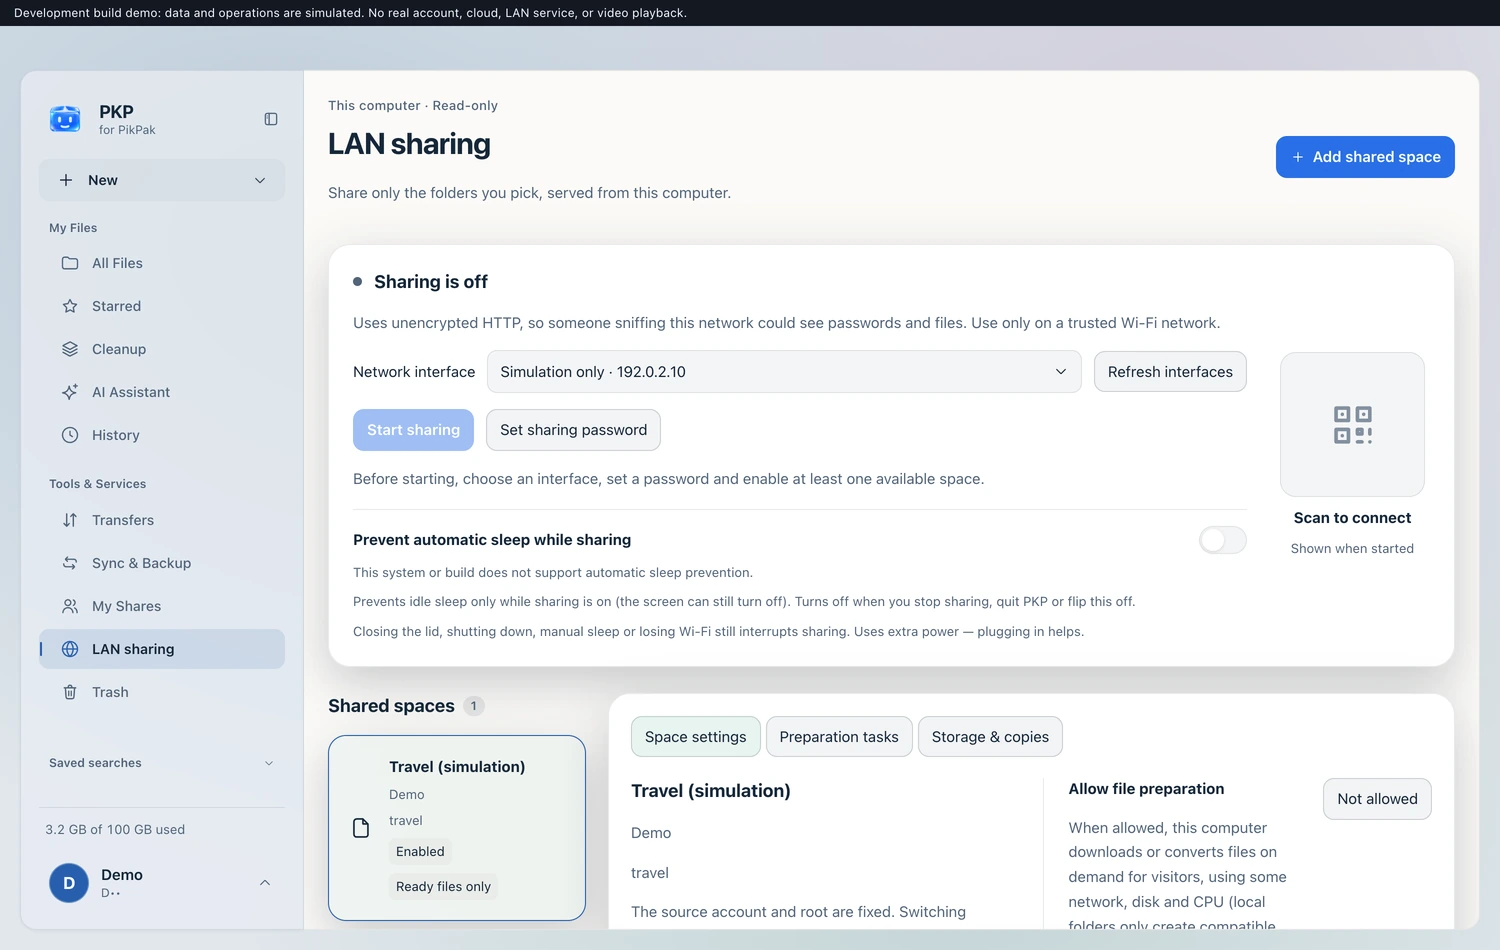 Development build demo: data and operations are simulated. No real account, cloud, LAN service, or video playback.
PKP
for PikPak
New
My Files
All Files
Starred
Cleanup
AI Assistant
History
Tools & Services
Transfers
Sync & Backup
My Shares
LAN sharing
Trash
Saved searches
3.2 GB of 100 GB used
D
Demo
D••
This computer · Read-only
LAN sharing
Share only the folders you pick, served from this computer.
+ Add shared space
Sharing is off
Uses unencrypted HTTP, so someone sniffing this network could see passwords and files. Use only on a trusted Wi-Fi network.
Network interface
Simulation only · 192.0.2.10
Refresh interfaces
Start sharing
Set sharing password
Before starting, choose an interface, set a password and enable at least one available space.
Scan to connect
Shown when started
Prevent automatic sleep while sharing
This system or build does not support automatic sleep prevention.
Prevents idle sleep only while sharing is on (the screen can still turn off). Turns off when you stop sharing, quit PKP or flip this off.
Closing the lid, shutting down, manual sleep or losing Wi-Fi still interrupts sharing. Uses extra power — plugging in helps.
Shared spaces 1
Travel (simulation)
Demo
travel
Enabled
Ready files only
Space settings
Preparation tasks
Storage & copies
Travel (simulation)
Demo
travel
The source account and root are fixed. Switching
Allow file preparation
Not allowed
When allowed, this computer
downloads or converts files on
demand for visitors, using some
network, disk and CPU (local
folders only create compatible